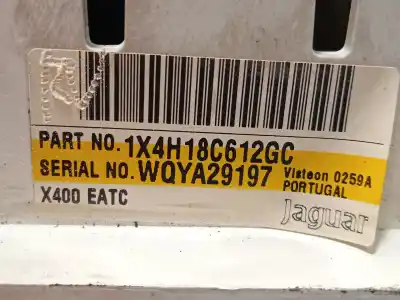 PART NO. 1X4H18C612GC
SERIAL NO. WQYA29197 Visteon 0259A
PORTUGAL
X400 EATC
Jaguar